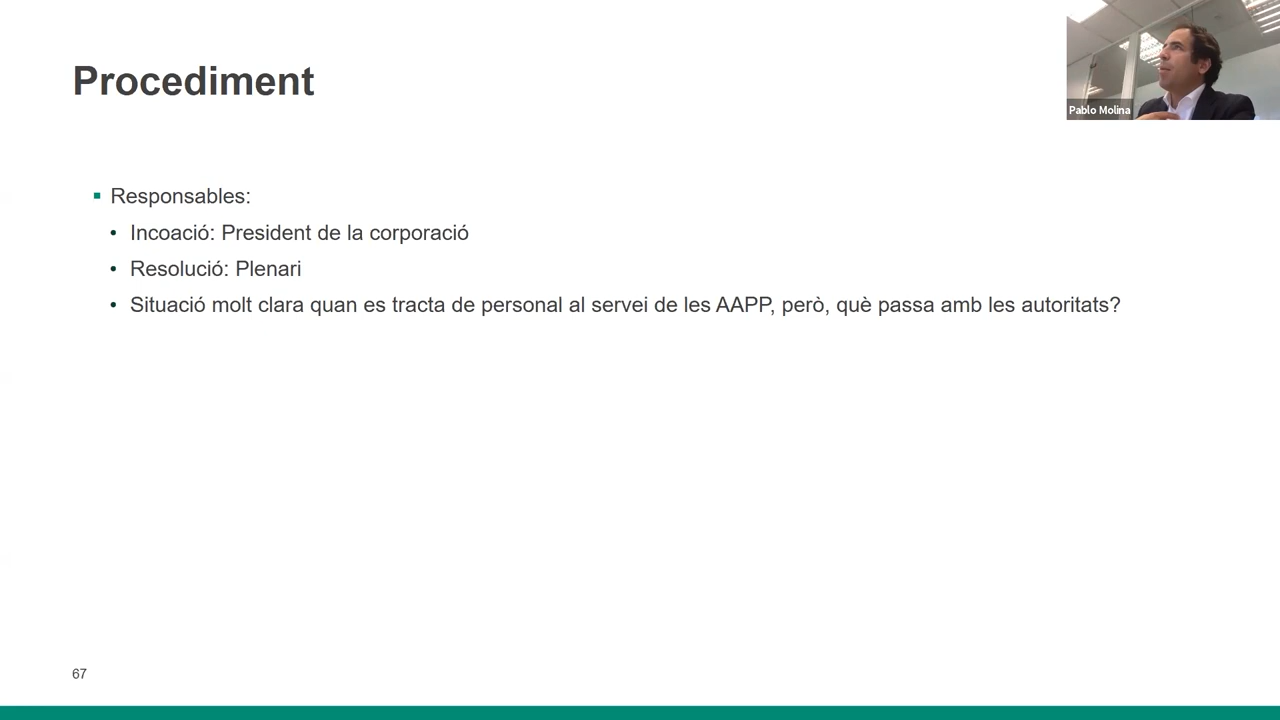 Procediment
Pablo Molina
Responsables:
Incoació: President de la corporació
Resolució: Plenari
Situació molt clara quan es tracta de personal al servei de les AAPP, però, què passa amb les autoritats?
67